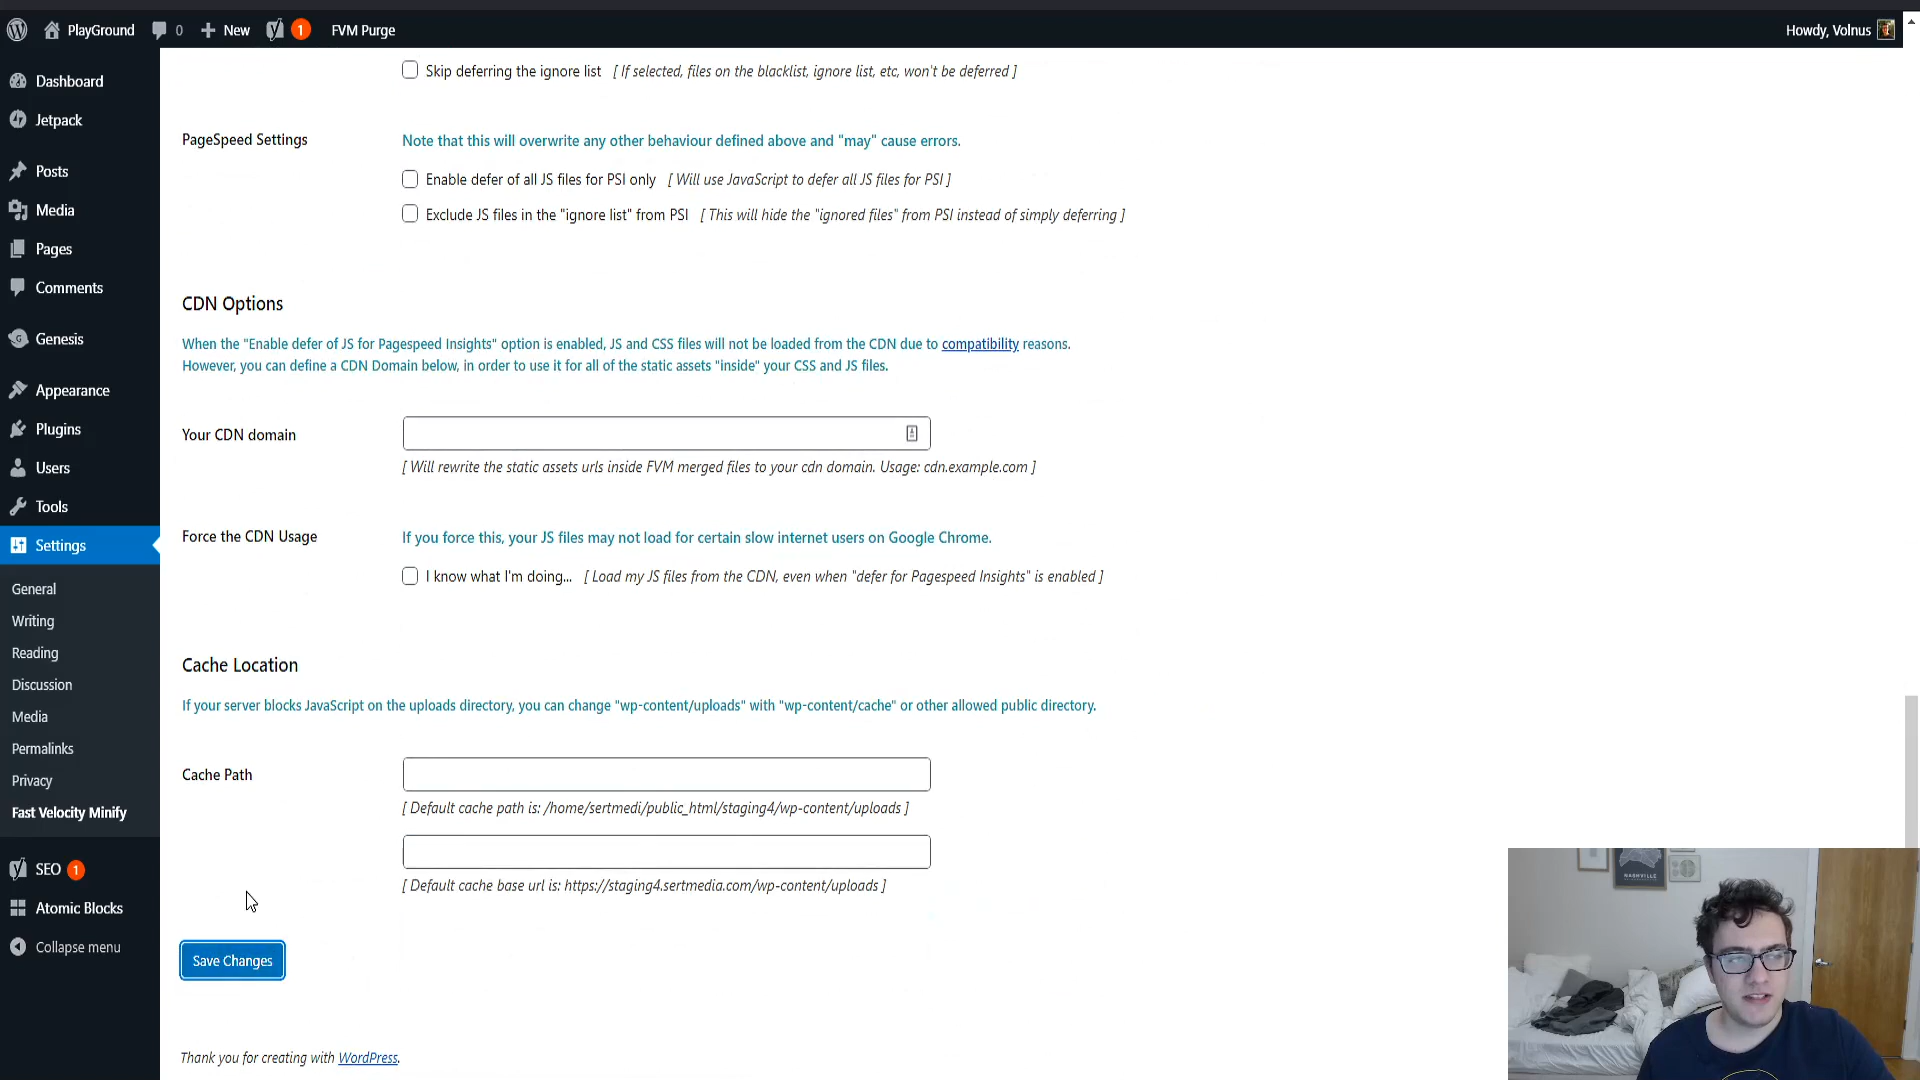 PlayGround
0
New
1
FVM Purge
Howdy, Volnus
Dashboard
Jetpack
Posts
Media
Pages
Comments
Genesis
Appearance
Plugins
Users
Tools
Settings
General
Writing
Reading
Discussion
Media
Permalinks
Privacy
Fast Velocity Minify
SEO 1
Atomic Blocks
Collapse menu
Skip deferring the ignore list [ If selected, files on the blacklist, ignore list, etc, won't be deferred ]
PageSpeed Settings
Note that this will overwrite any other behaviour defined above and "may" cause errors.
Enable defer of all JS files for PSI only [ Will use JavaScript to defer all JS files for PSI ]
Exclude JS files in the "ignore list" from PSI [ This will hide the "ignored files" from PSI instead of simply deferring ]
CDN Options
When the "Enable defer of JS for Pagespeed Insights" option is enabled, JS and CSS files will not be loaded from the CDN due to compatibility reasons.
However, you can define a CDN Domain below, in order to use it for all of the static assets "inside" your CSS and JS files.
Your CDN domain
[ Will rewrite the static assets urls inside FVM merged files to your cdn domain. Usage: cdn.example.com ]
Force the CDN Usage
If you force this, your JS files may not load for certain slow internet users on Google Chrome.
I know what I'm doing... [ Load my JS files from the CDN, even when "defer for Pagespeed Insights" is enabled ]
Cache Location
If your server blocks JavaScript on the uploads directory, you can change "wp-content/uploads" with "wp-content/cache" or other allowed public directory.
Cache Path
[ Default cache path is: /home/sertmedi/public_html/staging4/wp-content/uploads ]
[ Default cache base url is: https://staging4.sertmedia.com/wp-content/uploads ]
Save Changes
Thank you for creating with WordPress.
NASHVILLE